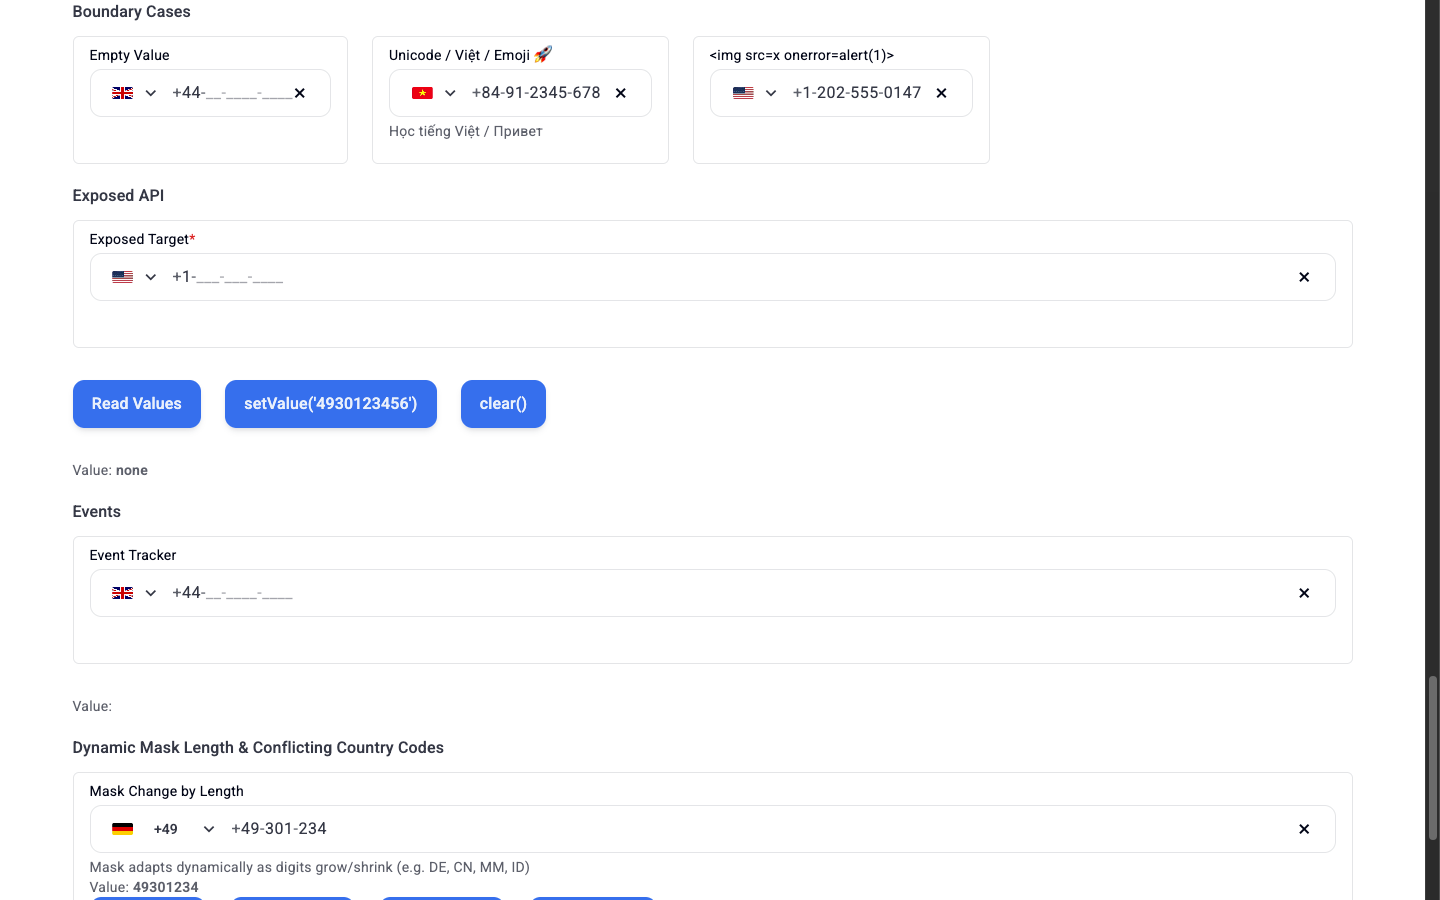 Boundary Cases
Empty Value
+44-__-____-____
Unicode / Việt / Emoji 🚀
+84-91-2345-678
Học tiếng Việt / Привет
<img src=x onerror=alert(1)>
+1-202-555-0147
Exposed API
Exposed Target*
+1-___-___-____
Read Values
setValue('4930123456')
clear()
Value: none
Events
Event Tracker
+44-__-____-____
Value:
Dynamic Mask Length & Conflicting Country Codes
Mask Change by Length
+49 +49-301-234
Mask adapts dynamically as digits grow/shrink (e.g. DE, CN, MM, ID)
Value: 49301234